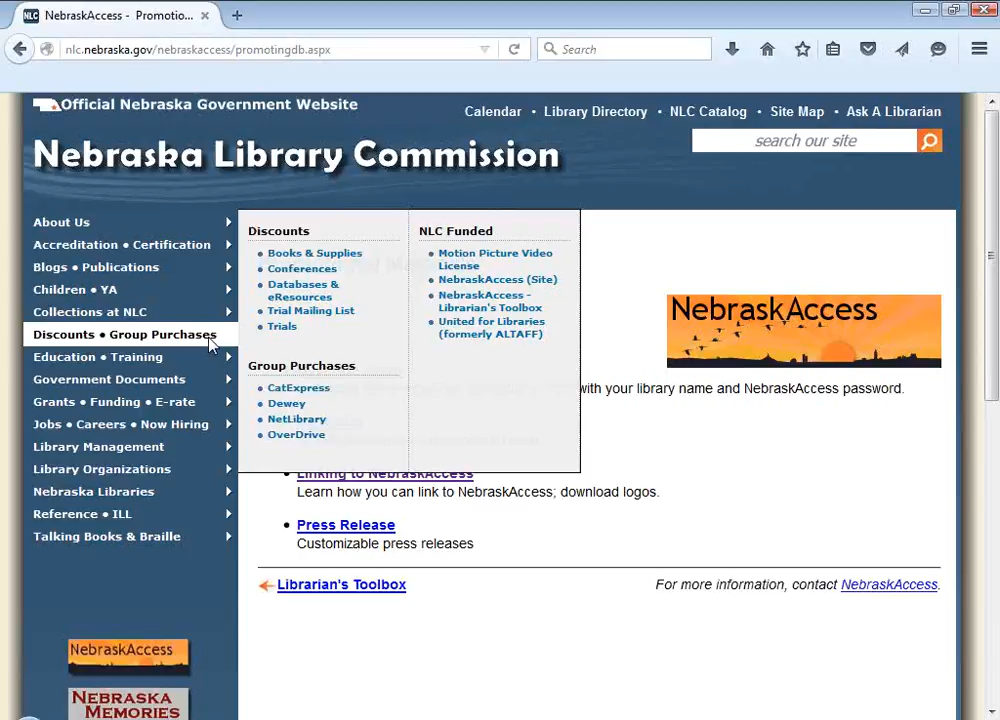 NebraskAccess - Promotio...
nlc.nebraska.gov/nebraskaccess/promotingdb.aspx
Search
Official Nebraska Government Website
Calendar • Library Directory • NLC Catalog • Site Map • Ask A Librarian
Nebraska Library Commission
search our site
About Us
Accreditation • Certification
Blogs • Publications
Children • YA
Collections at NLC
Discounts • Group Purchases
Education • Training
Government Documents
Grants • Funding • E-rate
Jobs • Careers • Now Hiring
Library Management
Library Organizations
Nebraska Libraries
Reference • ILL
Talking Books & Braille
Discounts
• Books & Supplies
• Conferences
• Databases &
eResources
• Trial Mailing List
• Trials
Group Purchases
• CatExpress
• Dewey
• NetLibrary
• OverDrive
NLC Funded
• Motion Picture Video
License
• NebraskAccess (Site)
• NebraskAccess -
Librarian's Toolbox
• United for Libraries
(formerly ALTAFF)
NebraskAccess
with your library name and NebraskAccess password.
• Linking to NebraskAccess
Learn how you can link to NebraskAccess; download logos.
• Press Release
Customizable press releases
Librarian's Toolbox
For more information, contact NebraskAccess.
NebraskAccess
NEBRASKA
MEMORIES